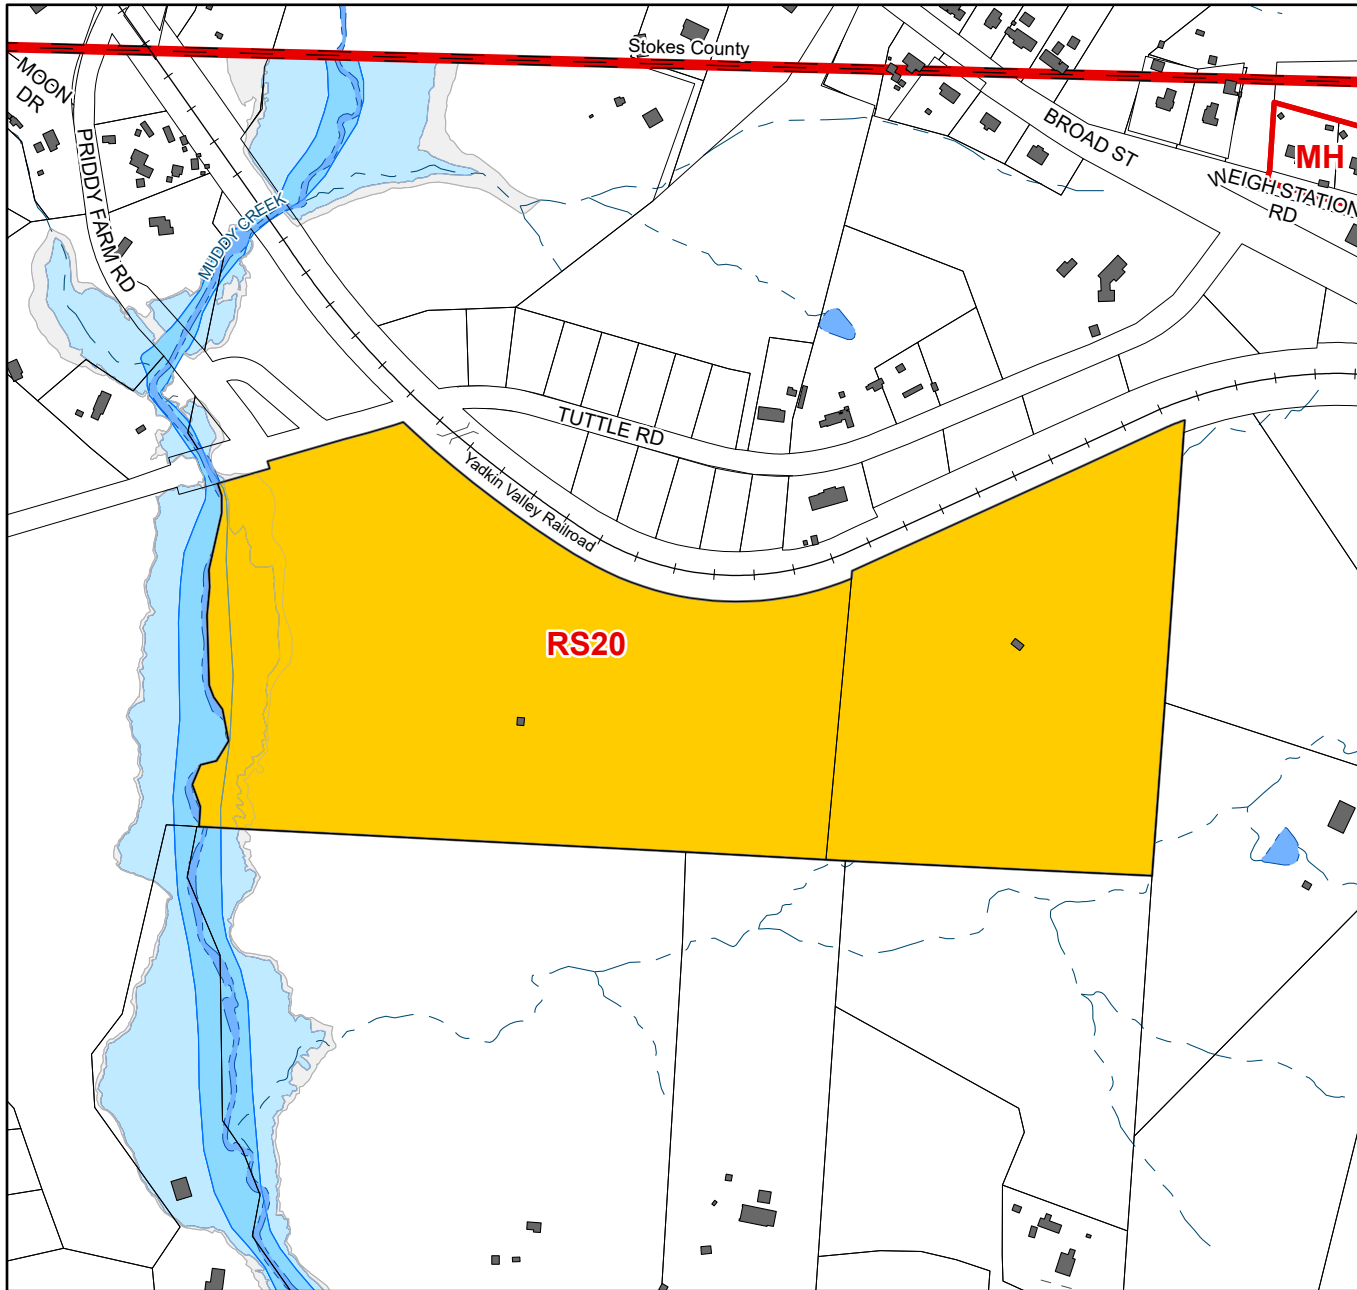 Stokes County
MOON
DR
PRIDDY FARM RD
MUDDY CREEK
BROAD ST
MH
WEIGH STATION
RD
TUTTLE RD
Yadkin Valley Railroad
RS20